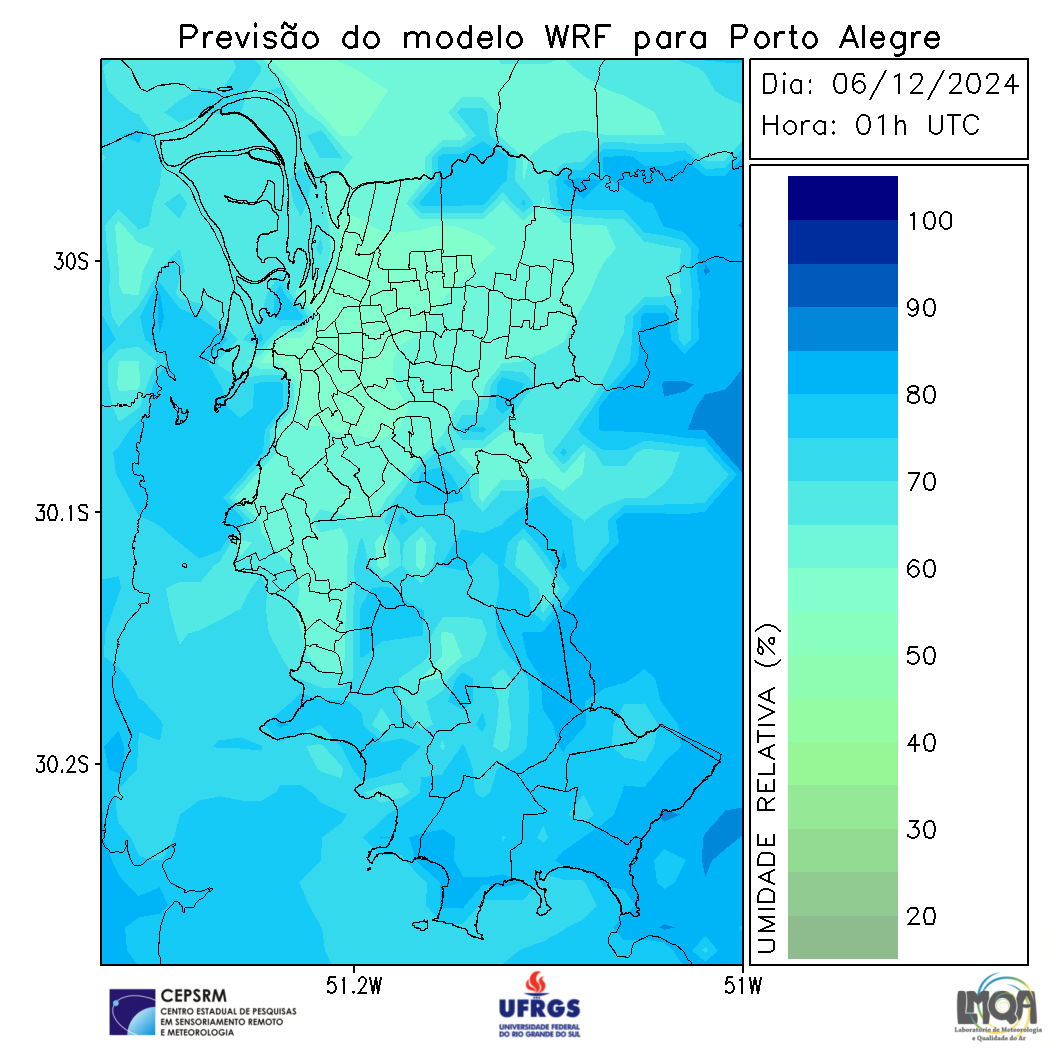 Previsão do modelo WRF para Porto Alegre
Dia: 06/12/2024
Hora: 01h UTC
30S
30.1S
30.2S
51.2W
51W
UMIDADE RELATIVA (%)
100
90
80
70
60
50
40
30
20
CEPSRM
CENTRO ESTADUAL DE PESQUISAS
EM SENSORIAMENTO REMOTO
E METEOROLOGIA
UFRGS
UNIVERSIDADE FEDERAL
DO RIO GRANDE DO SUL
LMQA
Laboratório de Meteorologia
e Qualidade do Ar